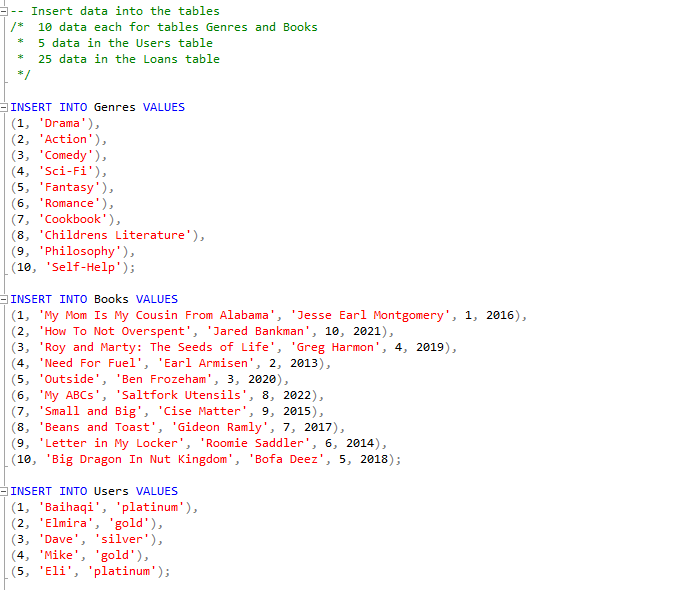 -- Insert data into the tables
/*  10 data each for tables Genres and Books
 *  5 data in the Users table
 *  25 data in the Loans table
 */
INSERT INTO Genres VALUES
(1, 'Drama'),
(2, 'Action'),
(3, 'Comedy'),
(4, 'Sci-Fi'),
(5, 'Fantasy'),
(6, 'Romance'),
(7, 'Cookbook'),
(8, 'Childrens Literature'),
(9, 'Philosophy'),
(10, 'Self-Help');
INSERT INTO Books VALUES
(1, 'My Mom Is My Cousin From Alabama', 'Jesse Earl Montgomery', 1, 2016),
(2, 'How To Not Overspent', 'Jared Bankman', 10, 2021),
(3, 'Roy and Marty: The Seeds of Life', 'Greg Harmon', 4, 2019),
(4, 'Need For Fuel', 'Earl Armisen', 2, 2013),
(5, 'Outside', 'Ben Frozeham', 3, 2020),
(6, 'My ABCs', 'Saltfork Utensils', 8, 2022),
(7, 'Small and Big', 'Cise Matter', 9, 2015),
(8, 'Beans and Toast', 'Gideon Ramly', 7, 2017),
(9, 'Letter in My Locker', 'Roomie Saddler', 6, 2014),
(10, 'Big Dragon In Nut Kingdom', 'Bofa Deez', 5, 2018);
INSERT INTO Users VALUES
(1, 'Baihaqi', 'platinum'),
(2, 'Elmira', 'gold'),
(3, 'Dave', 'silver'),
(4, 'Mike', 'gold'),
(5, 'Eli', 'platinum');